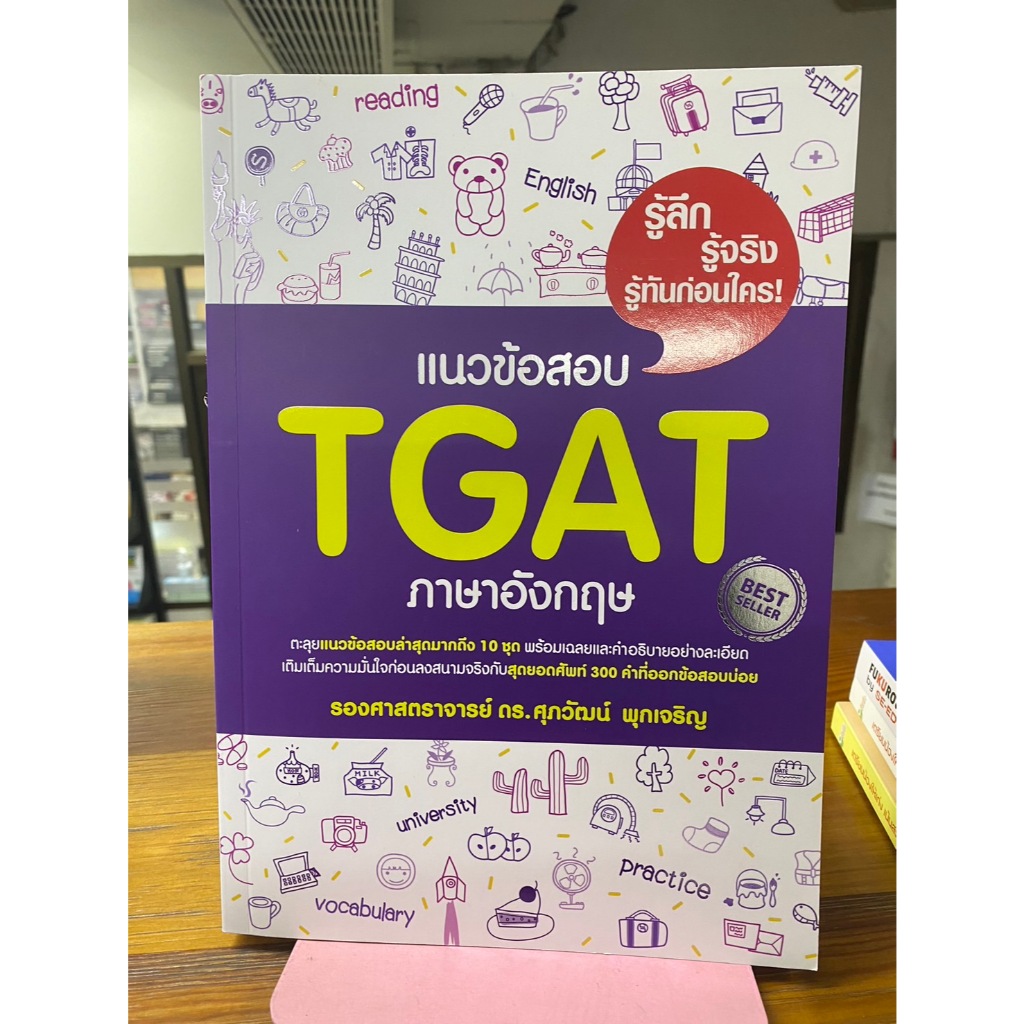 reading
English
รู้ลึก
รู้จริง
รู้ทันก่อนใคร!
แนวข้อสอบ
TGAT
ภาษาอังกฤษ
BEST
SELLER
ตะลุยแนวข้อสอบล่าสุดมากถึง 10 ชุด พร้อมเฉลยและคำอธิบายอย่างละเอียด
เติมเต็มความมั่นใจก่อนลงสนามจริงกับสุดยอดศัพท์ 300 คำที่ออกข้อสอบบ่อย
รองศาสตราจารย์ ดร.ศุภวัฒน์ พุกเจริญ
MILK
DATE
university
practice
vocabulary
FUKURO
by SE-ED